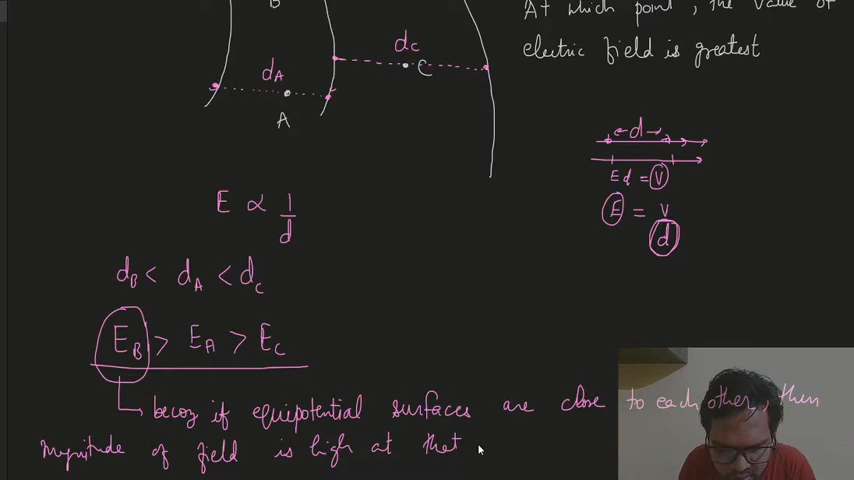 B
At which point, the value of
electric field is greatest
dC
C
dA
A
d
Ed = V
E = V
d
E ∝ 1
d
dB < dA < dC
EB > EA > EC
becoz if equipotential surfaces are close to each other, then
magnitude of field is high at that